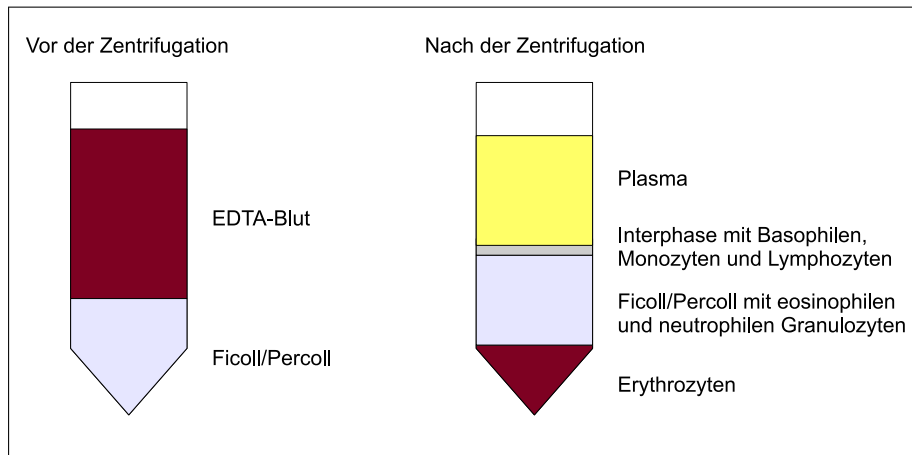 Vor der Zentrifugation
EDTA-Blut
Ficoll/Percoll
Nach der Zentrifugation
Plasma
Interphase mit Basophilen,
Monozyten und Lymphozyten
Ficoll/Percoll mit eosinophilen
und neutrophilen Granulozyten
Erythrozyten